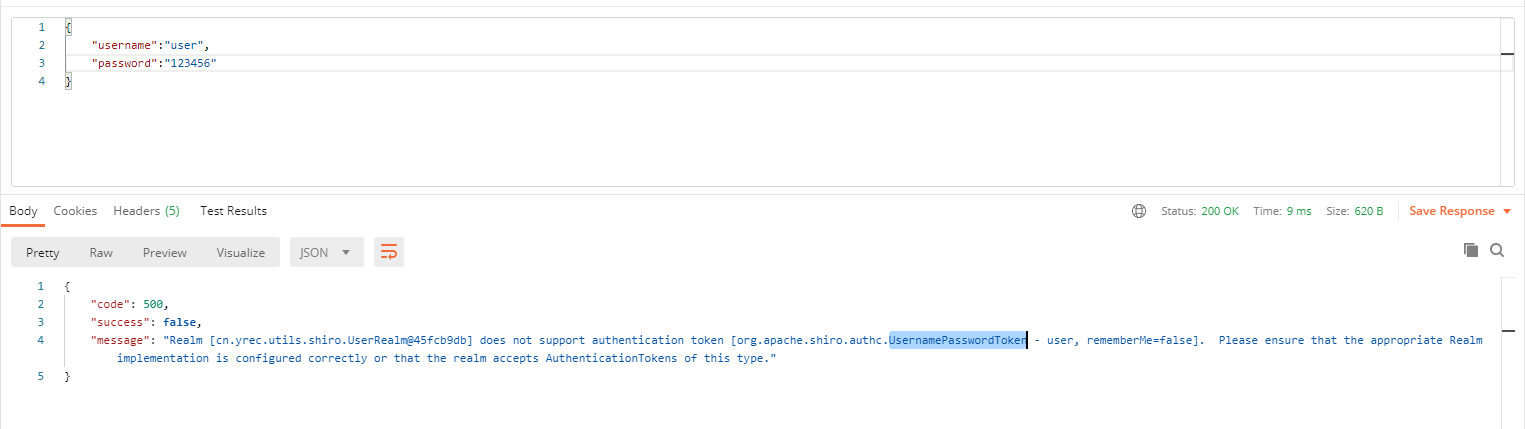 1 {
2 "username":"user",
3 "password":"123456"
4 }
Body Cookies Headers (5) Test Results Status: 200 OK Time: 9 ms Size: 620 B Save Response
Pretty Raw Preview Visualize JSON
1 {
2 "code": 500,
3 "success": false,
4 "message": "Realm [cn.yrec.utils.shiro.UserRealm@45fcb9db] does not support authentication token [org.apache.shiro.authc.UsernamePasswordToken - user, rememberMe=false].  Please ensure that the appropriate Realm
implementation is configured correctly or that the realm accepts AuthenticationTokens of this type."
5 }